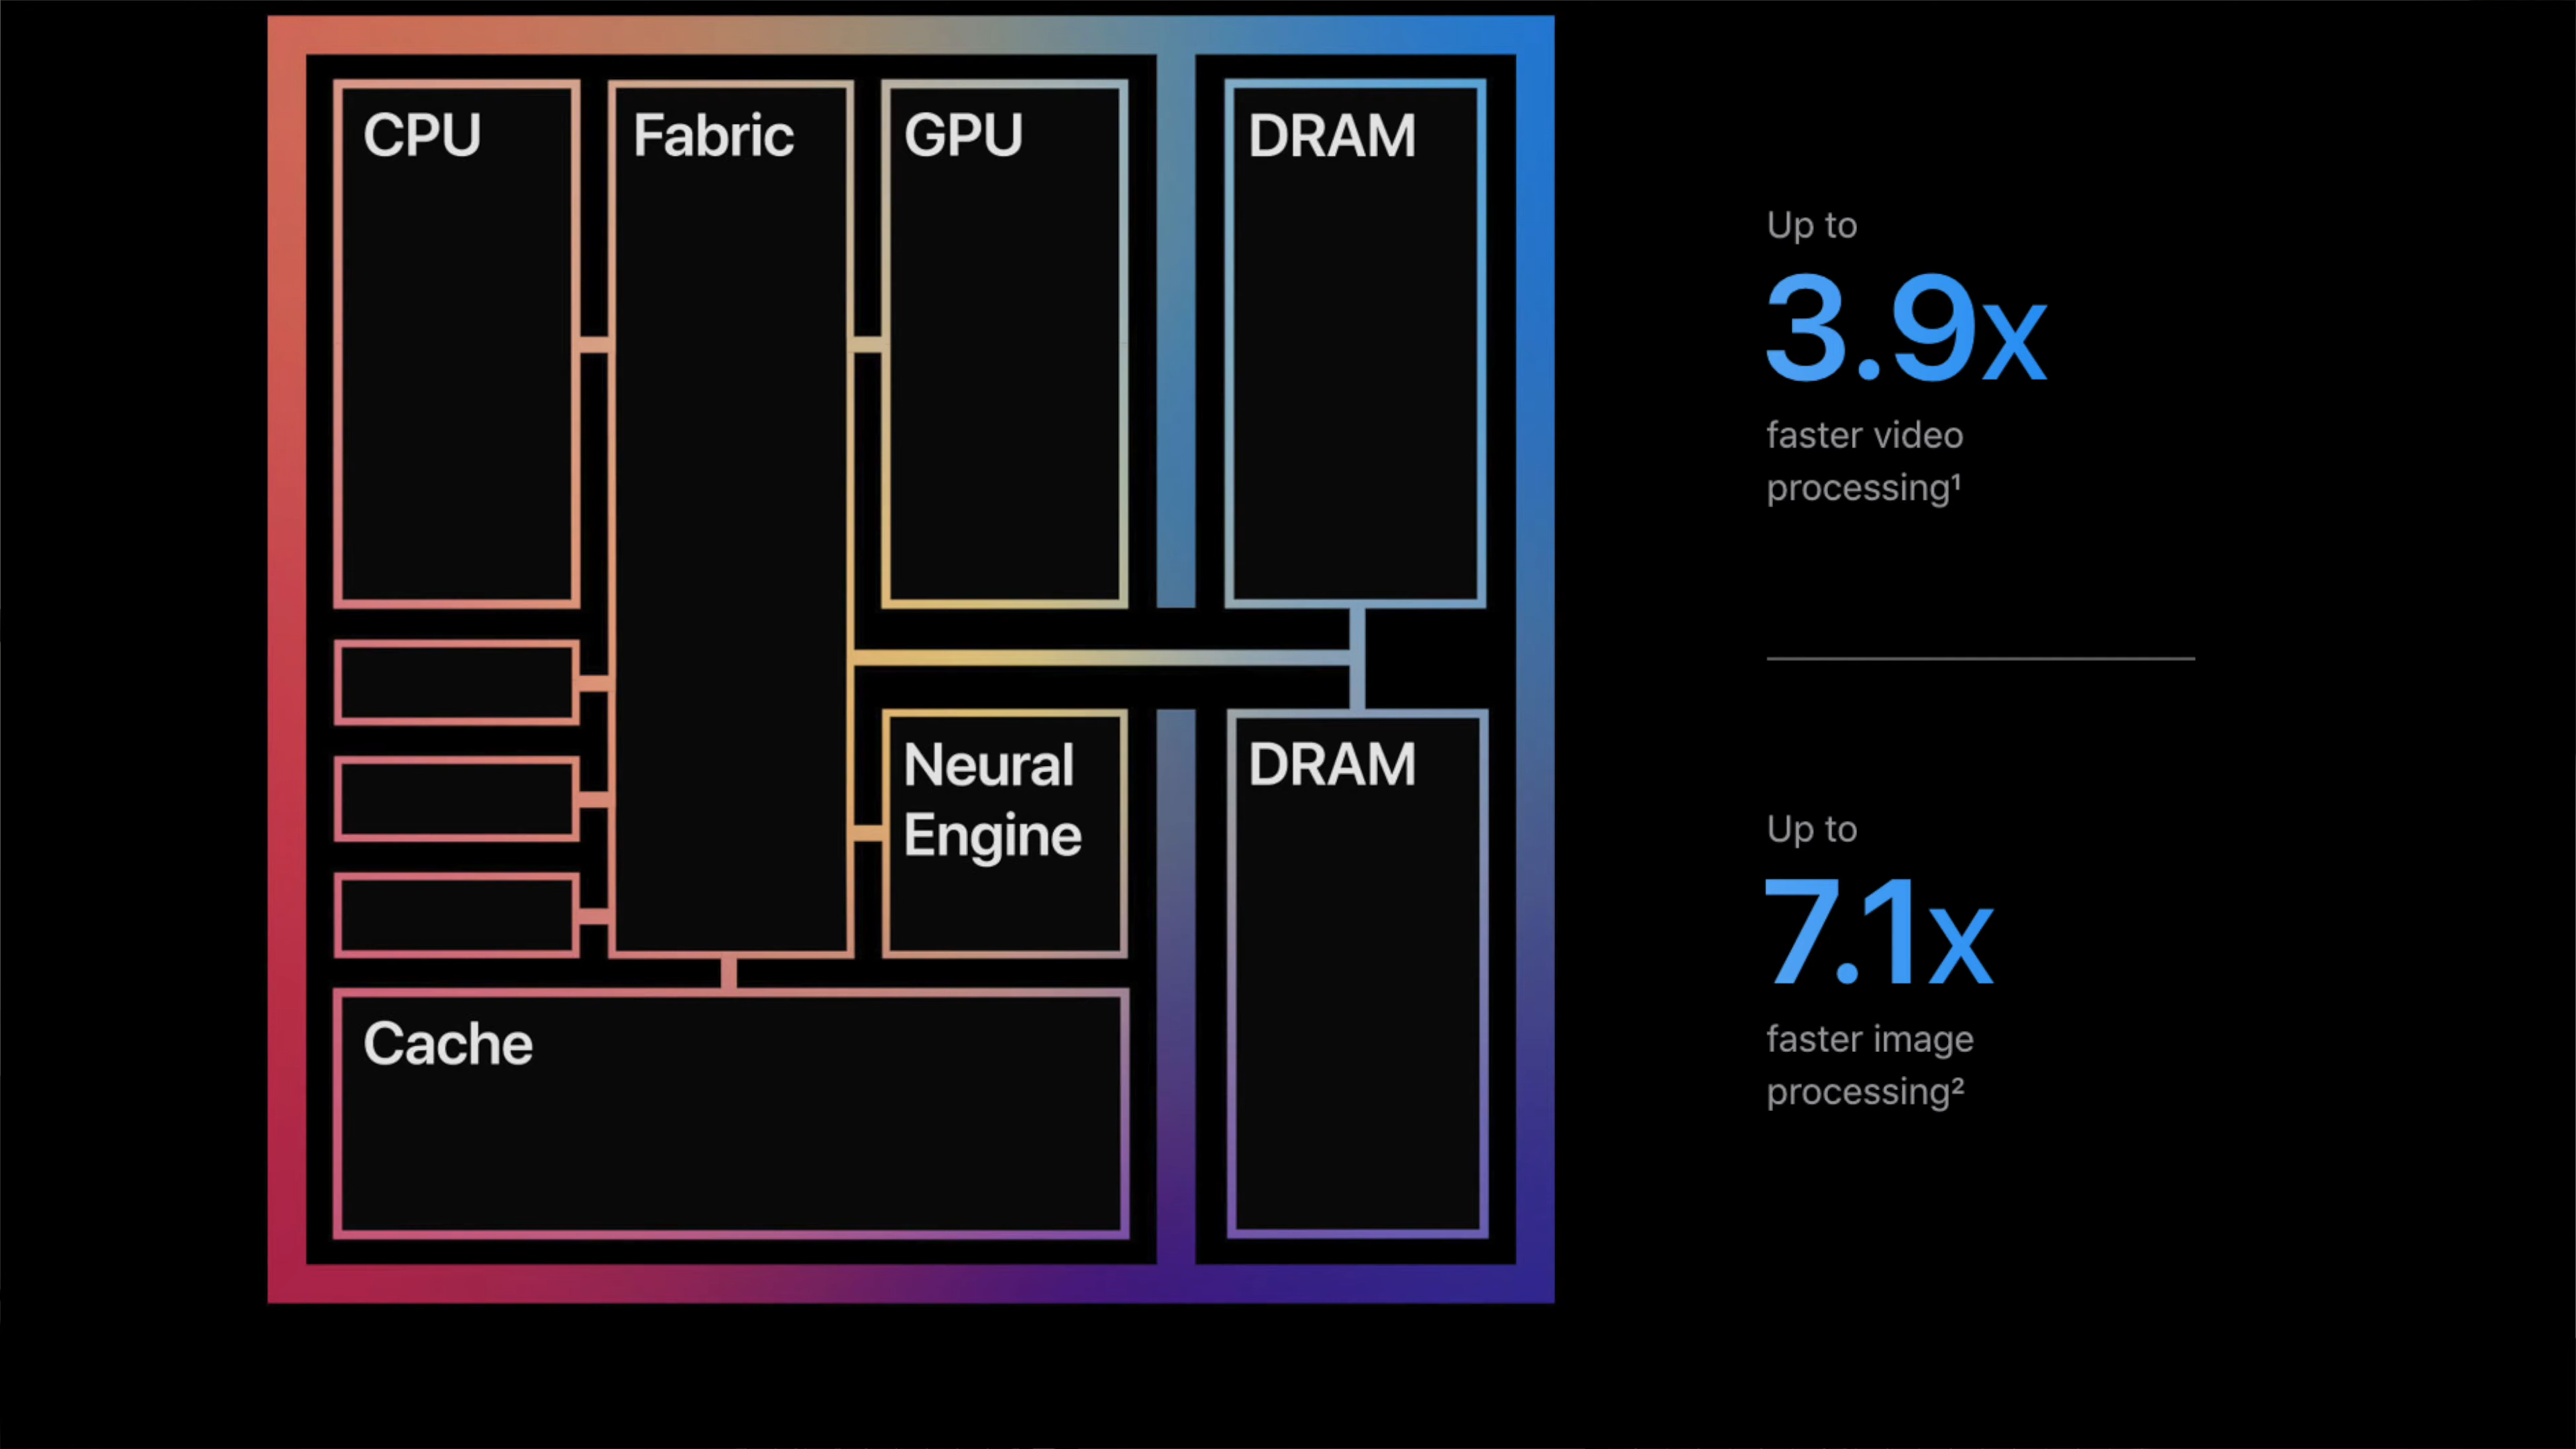 CPU
Fabric
GPU
DRAM
Neural
Engine
DRAM
Cache
Up to
3.9x
faster video
processing¹
Up to
7.1x
faster image
processing²